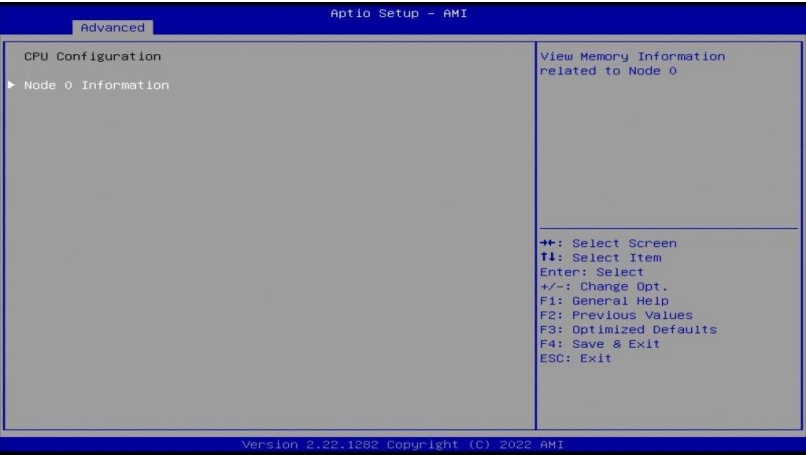 Aptio Setup – AMI
Advanced
CPU Configuration
▶ Node 0 Information
View Memory Information
related to Node 0
→←: Select Screen
↑↓: Select Item
Enter: Select
+/-: Change Opt.
F1: General Help
F2: Previous Values
F3: Optimized Defaults
F4: Save & Exit
ESC: Exit
Version 2.22.1282 Copyright (C) 2022 AMI